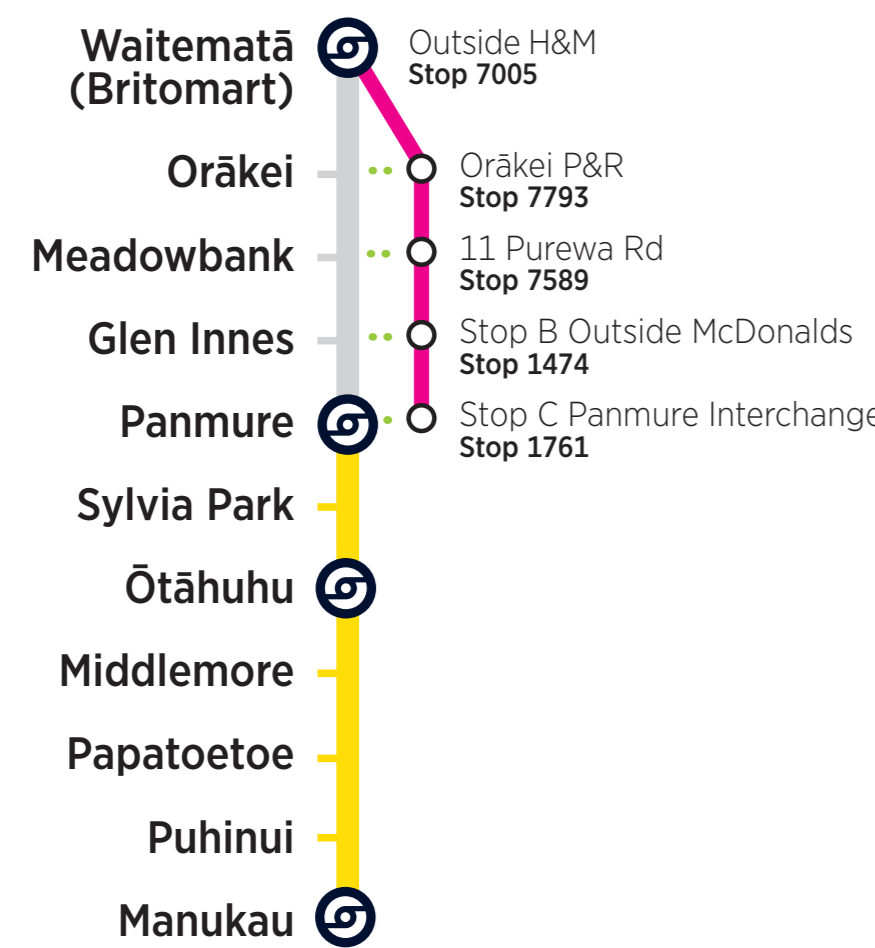 Waitematā
(Britomart)
Outside H&M
Stop 7005
Orākei
Orākei P&R
Stop 7793
Meadowbank
11 Purewa Rd
Stop 7589
Glen Innes
Stop B Outside McDonalds
Stop 1474
Panmure
Stop C Panmure Interchange
Stop 1761
Sylvia Park
Ōtāhuhu
Middlemore
Papatoetoe
Puhinui
Manukau